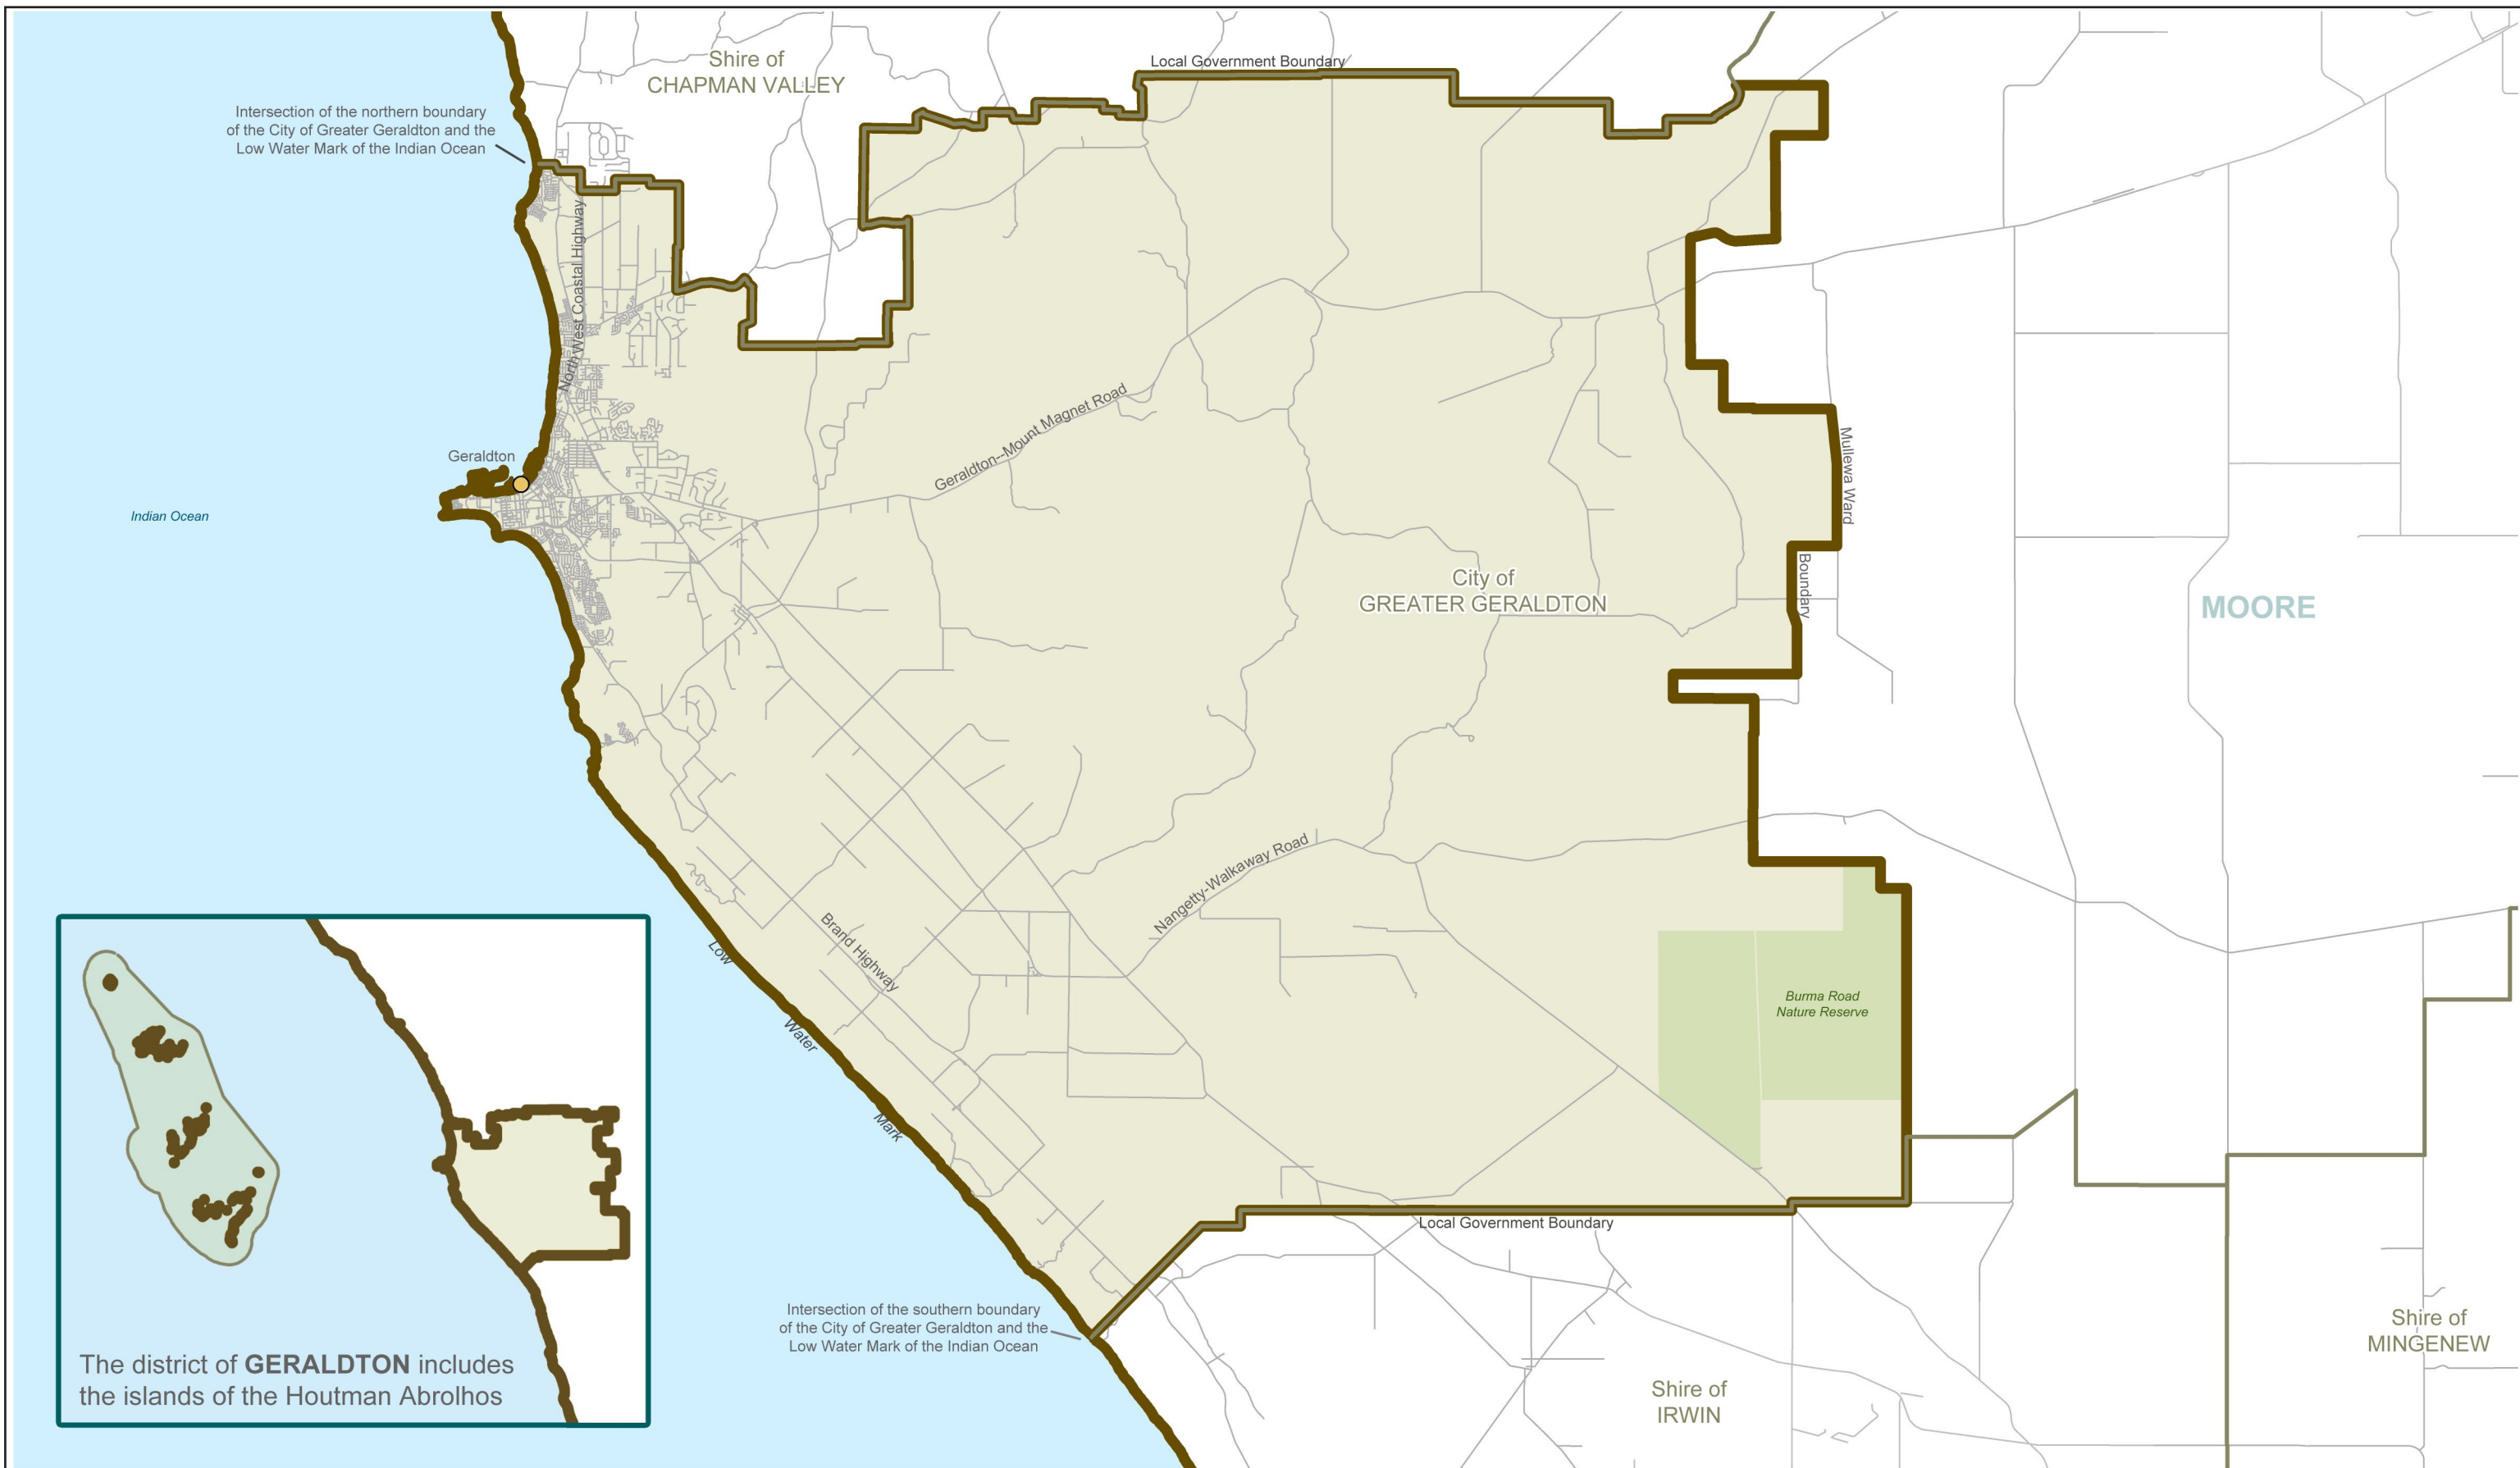 Shire of
CHAPMAN VALLEY
Local Government Boundary
Intersection of the northern boundary
of the City of Greater Geraldton and the
Low Water Mark of the Indian Ocean
North West Coastal Highway
Geraldton--Mount Magnet Road
Mullewa Ward
Boundary
Geraldton
Indian Ocean
City of
GREATER GERALDTON
MOORE
Nangetty-Walkaway Road
Brand Highway
Low
Water
Mark
Burma Road
Nature Reserve
Local Government Boundary
Intersection of the southern boundary
of the City of Greater Geraldton and the
Low Water Mark of the Indian Ocean
Shire of
MINGENEW
Shire of
IRWIN
The district of GERALDTON includes
the islands of the Houtman Abrolhos